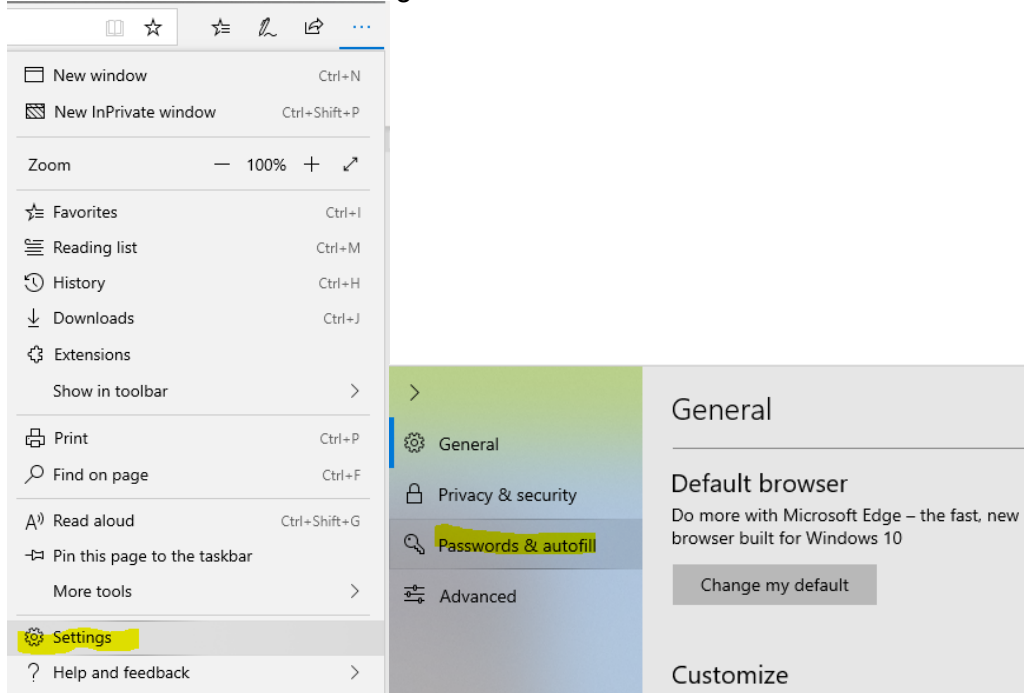 g
100%
New window Ctrl+N
New InPrivate window Ctrl+Shift+P
Zoom — 100% +
Favorites Ctrl+I
Reading list Ctrl+M
History Ctrl+H
Downloads Ctrl+J
Extensions
Show in toolbar
Print Ctrl+P
Find on page Ctrl+F
Read aloud Ctrl+Shift+G
Pin this page to the taskbar
More tools
Settings
Help and feedback
General
Privacy & security
Passwords & autofill
Advanced
General
Default browser
Do more with Microsoft Edge – the fast, new
browser built for Windows 10
Change my default
Customize